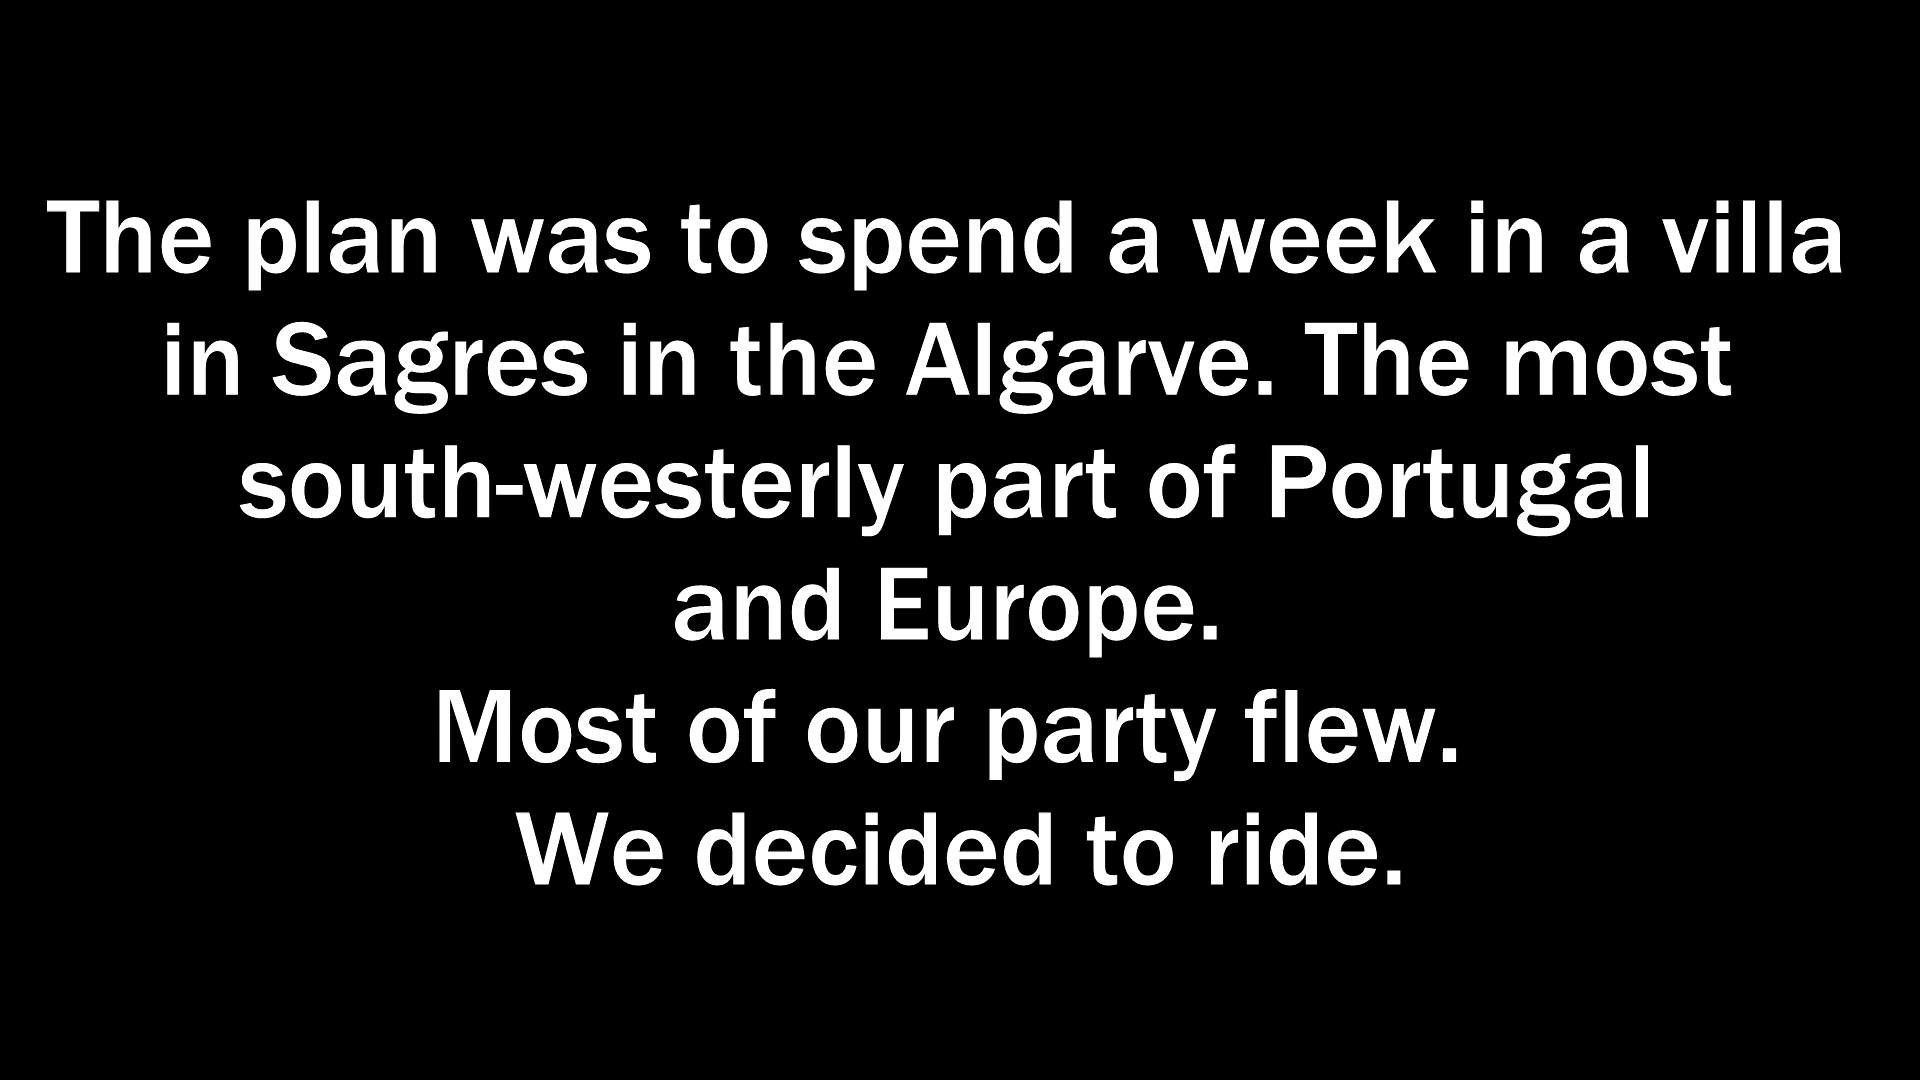 The plan was to spend a week in a villa
in Sagres in the Algarve. The most
south-westerly part of Portugal
and Europe.
Most of our party flew.
We decided to ride.